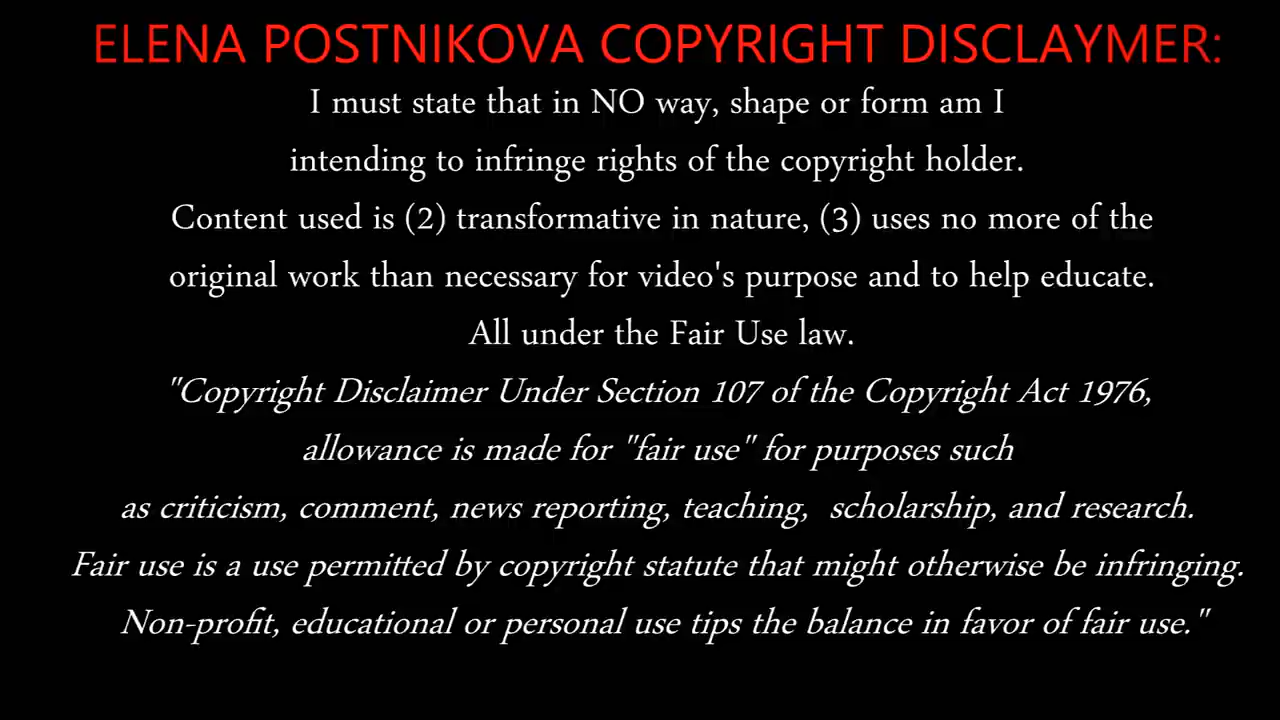 ELENA POSTNIKOVA COPYRIGHT DISCLAYMER:
I must state that in NO way, shape or form am I
intending to infringe rights of the copyright holder.
Content used is (2) transformative in nature, (3) uses no more of the
original work than necessary for video's purpose and to help educate.
All under the Fair Use law.
"Copyright Disclaimer Under Section 107 of the Copyright Act 1976,
allowance is made for "fair use" for purposes such
as criticism, comment, news reporting, teaching,  scholarship, and research.
Fair use is a use permitted by copyright statute that might otherwise be infringing.
Non-profit, educational or personal use tips the balance in favor of fair use."